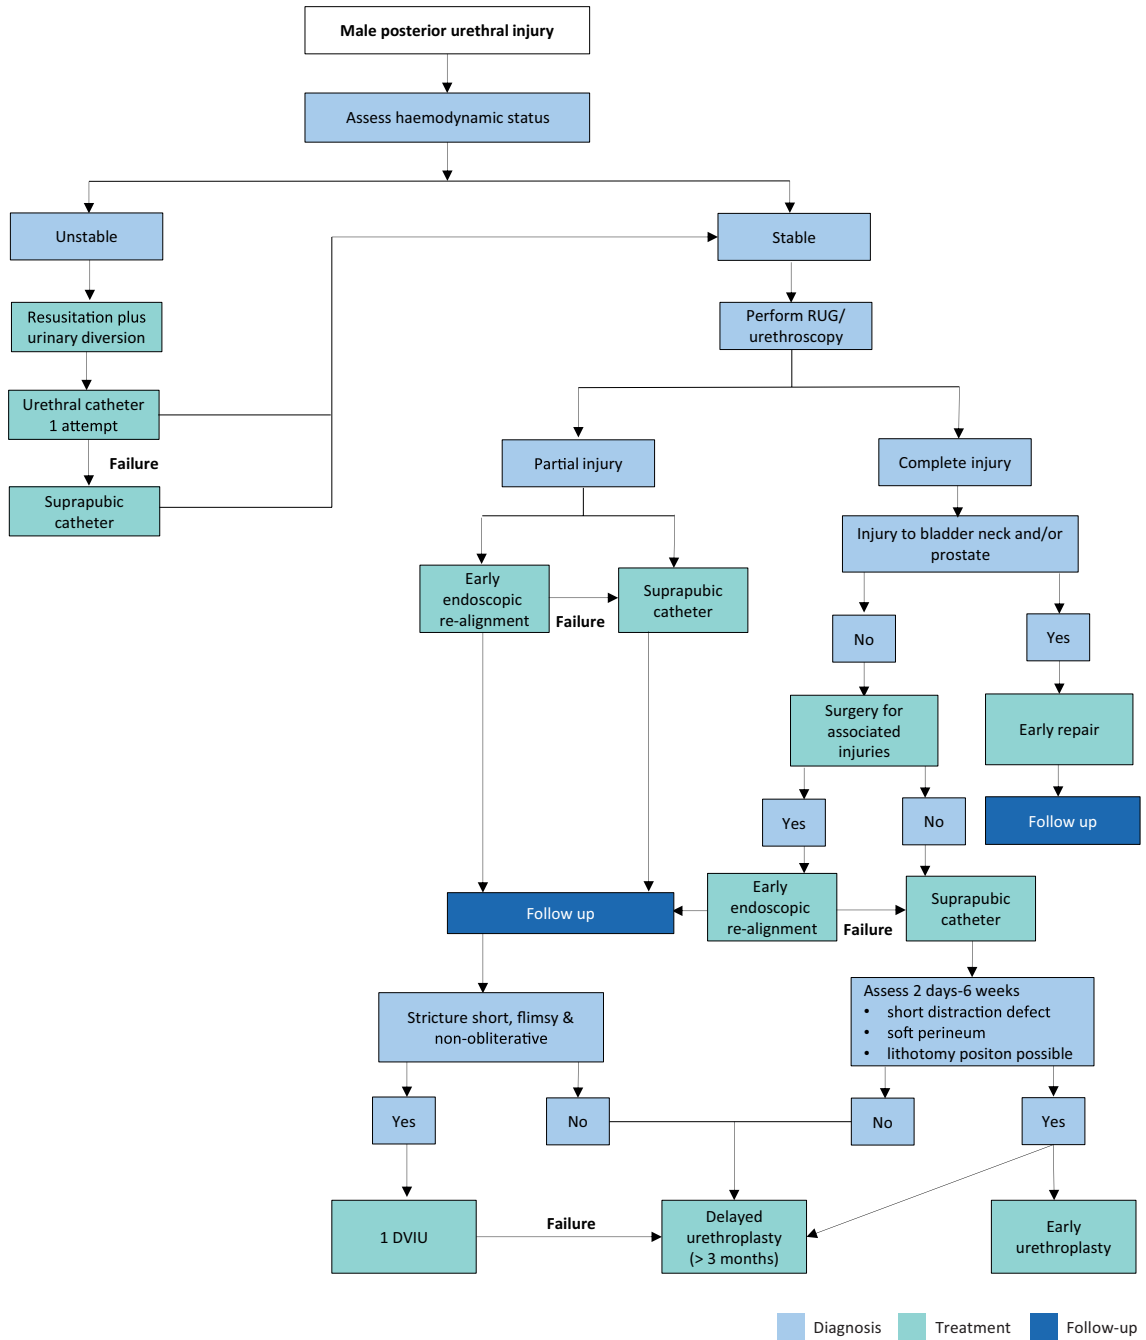 Male posterior urethral injury
Assess haemodynamic status
Unstable
Stable
Resusitation plus
urinary diversion
Perform RUG/
urethroscopy
Urethral catheter
1 attempt
Failure
Suprapubic
catheter
Partial injury
Complete injury
Injury to bladder neck and/or
prostate
Early
endoscopic
re-alignment
Failure
Suprapubic
catheter
No
Yes
Surgery for
associated
injuries
Early repair
Yes
No
Follow up
Follow up
Early
endoscopic
re-alignment
Failure
Suprapubic
catheter
Stricture short, flimsy &
non-obliterative
Assess 2 days-6 weeks
• short distraction defect
• soft perineum
• lithotomy positon possible
Yes
No
No
Yes
1 DVIU
Failure
Delayed
urethroplasty
(> 3 months)
Early
urethroplasty
Diagnosis
Treatment
Follow-up